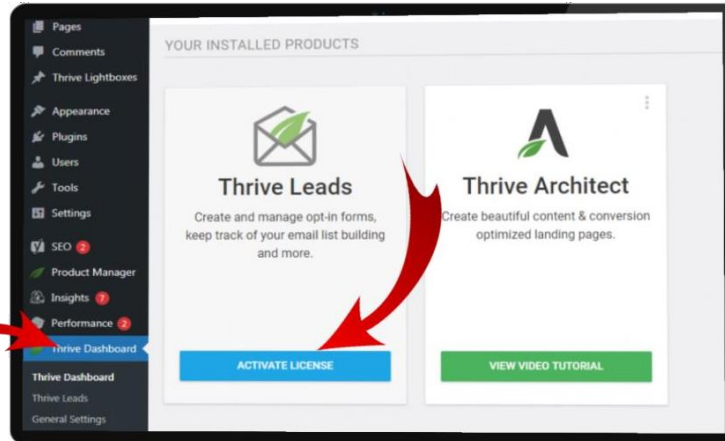 Pages
Comments
Thrive Lightboxes
Appearance
Plugins
Users
Tools
Settings
SEO 2
Product Manager
Insights 7
Performance 2
Thrive Dashboard
Thrive Dashboard
Thrive Leads
General Settings
YOUR INSTALLED PRODUCTS
Thrive Leads
Create and manage opt-in forms,
keep track of your email list building
and more.
ACTIVATE LICENSE
Thrive Architect
Create beautiful content & conversion
optimized landing pages.
VIEW VIDEO TUTORIAL